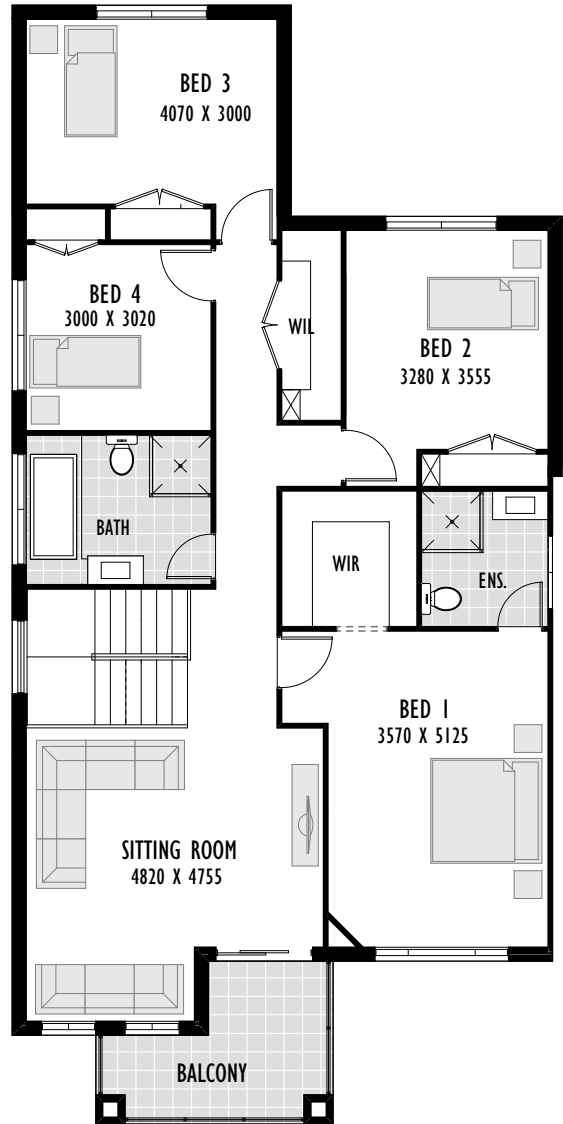 BED 3
4070 X 3000
BED 4
3000 X 3020
WIL
BED 2
3280 X 3555
BATH
WIR
ENS.
BED 1
3570 X 5125
SITTING ROOM
4820 X 4755
BALCONY